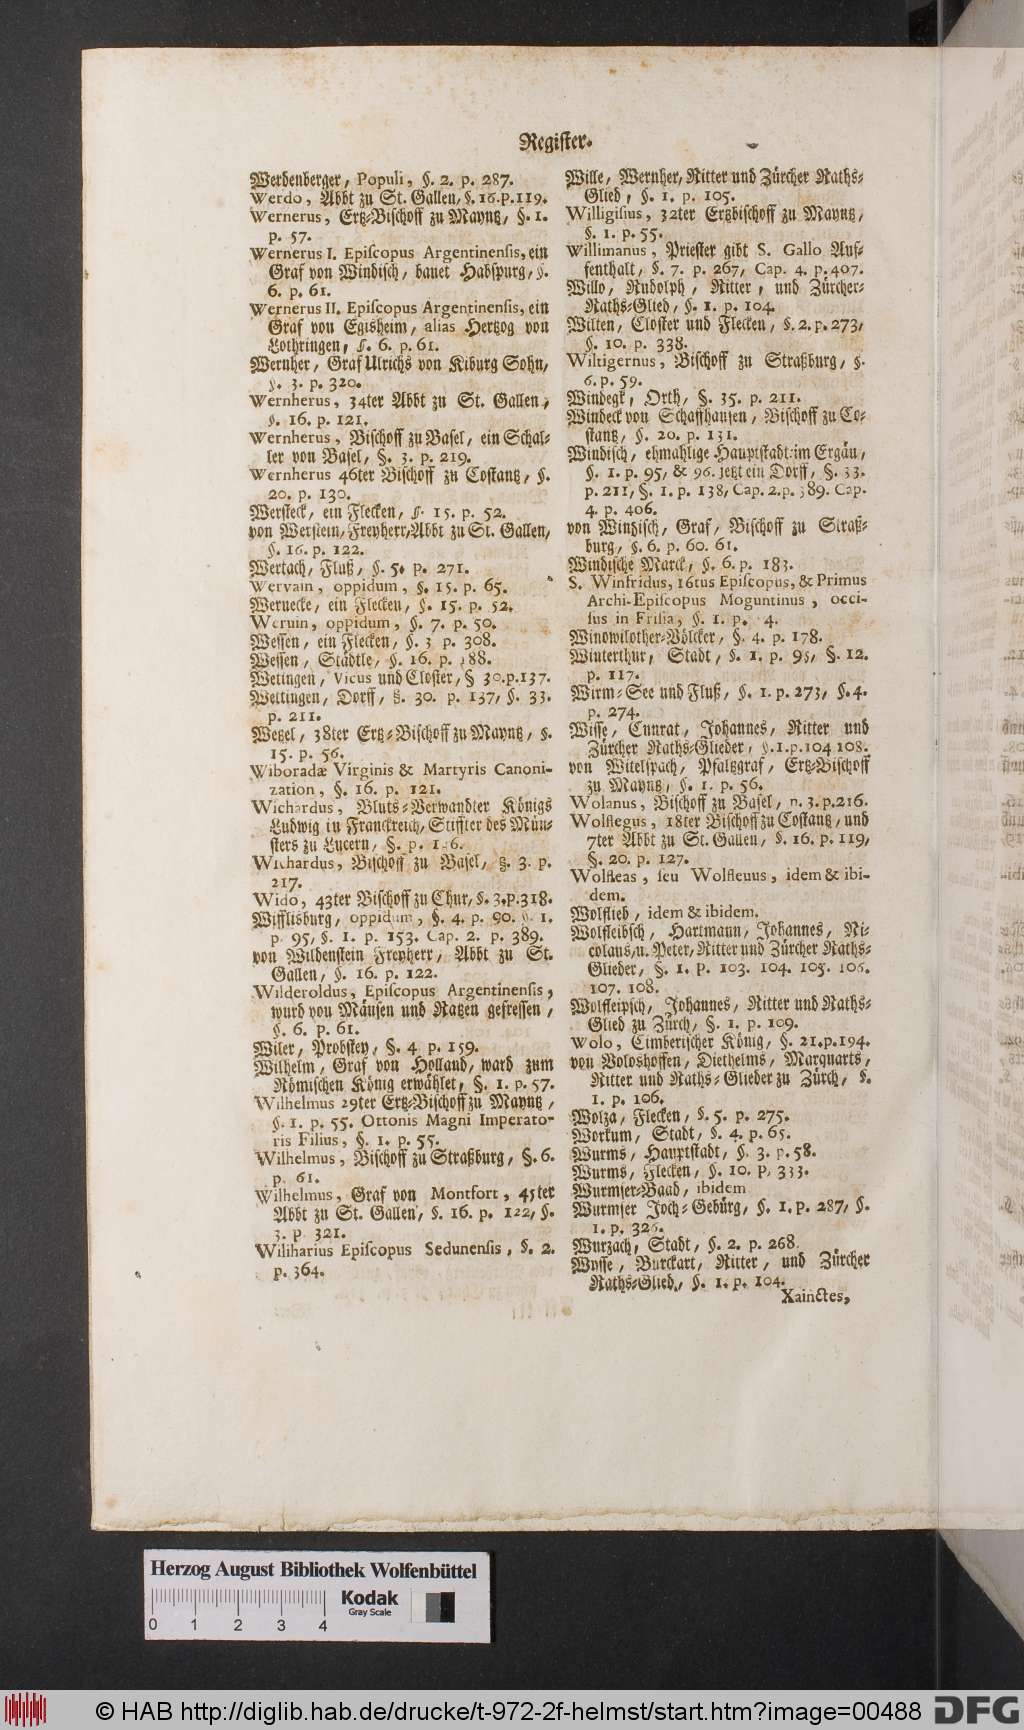 Register.
Werdenberger, Populi, §. 2. p. 287.
Werdo, Abbt zu St. Gallen, §. 16. p. 119.
Wernerus, Ertz-Bischoff zu Mayntz, §. 1.
p. 57.
Wernerus I. Episcopus Argentinensis, ein
Graf von Windisch, bauet Habspurg, §.
6. p. 61.
Wernerus II. Episcopus Argentinensis, ein
Graf von Egisheim, alias Hertzog von
Lothringen, §. 6. p. 61.
Wernher, Graf Ulrichs von Kiburg Sohn,
§. 3. p. 320.
Wernherus, 34ter Abbt zu St. Gallen,
§. 16. p. 121.
Wernherus, Bischoff zu Basel, ein Schal-
ler von Basel, §. 3. p. 219.
Wernherus 46ter Bischoff zu Costantz, §.
20. p. 130.
Wersteck, ein Flecken, §. 15. p. 52.
von Werstein, Freyherr, Abbt zu St. Gallen,
§. 16. p. 122.
Wertach, Fluß, §. 5. p. 271.
Wervain, oppidum, §. 15. p. 65.
Wernecke, ein Flecken, §. 15. p. 52.
Weruin, oppidum, §. 7. p. 50.
Wessen, ein Flecken, §. 3 p. 308.
Wessen, Städtle, §. 16. p. 88.
Wetingen, Vicus und Closter, § 30. p. 137.
Wettingen, Dorff, §. 30. p. 137, §. 33.
p. 211.
Wetzel, 38ter Ertz-Bischoff zu Mayntz, §.
15. p. 56.
Wiboradæ Virginis & Martyris Canoni-
zation, §. 16. p. 121.
Wichardus, Bluts-Verwandter Königs
Ludwig in Franckreich, Stiffter des Mün-
sters zu Lucern, §. p.
Wichardus, Bischoff zu Basel, §. 3. p.
217.
Wido, 43ter Bischoff zu Chur, §. 3. p. 318.
Wifflisburg, oppidum, §. 4. p. 90. §. 1.
p. 95, §. 1. p. 153. Cap. 2. p. 389.
von Wildenstein Freyherr, Abbt zu St.
Gallen, §. 16. p. 122.
Wilderoldus, Episcopus Argentinensis,
wurd von Mäusen und Ratzen gefressen,
§. 6. p. 61.
Wiler, Probstey, §. 4 p. 159.
Wilhelm, Graf von Holland, ward zum
Römischen König erwählet, §. 1. p. 57.
Wilhelmus 29ter Ertz-Bischoff zu Mayntz,
§. 1. p. 55. Ottonis Magni Imperato-
ris Filius, §. 1. p. 55.
Wilhelmus, Bischoff zu Straßburg, §. 6.
p. 61.
Wilhelmus, Graf von Montfort, 45ter
Abbt zu St. Gallen, §. 16. p. 122, §.
3. p. 321.
Wiliharius Episcopus Sedunensis, §. 2.
p. 364.
Wille, Wernher, Ritter und Zürcher Raths-
Glied, §. 1. p. 105.
Willigisius, 32ter Ertzbischoff zu Mayntz,
§. 1. p. 55.
Willimanus, Priester gibt S. Gallo Auf-
fenthalt, §. 7. p. 267, Cap. 4. p. 407.
Willo, Rudolph, Ritter, und Zürcher-
Raths-Glied, §. 1. p. 104.
Wilten, Closter und Flecken, §. 2. p. 273,
§. 10. p. 338.
Wiltigernus, Bischoff zu Straßburg, §.
6. p. 59.
Windegk, Orth, §. 35. p. 211.
Windeck von Schaffhausen, Bischoff zu Co-
stantz, §. 20. p. 131.
Windisch, ehmahlige Hauptstadt im Ergäu,
§. 1. p. 95, & 96. jetzt ein Dorff, §. 33.
p. 211, §. 1. p. 138, Cap. 2. p. 389. Cap.
4. p. 406.
von Windisch, Graf, Bischoff zu Straß-
burg, §. 6. p. 60. 61.
Windische Marck, §. 6. p. 183.
S. Winfridus, 16tus Episcopus, & Primus
Archi-Episcopus Moguntinus, occi-
sus in Frisia, §. 1. p. 4.
Winowilother-Völcker, §. 4. p. 178.
Winterthur, Stadt, §. 1. p. 95, §. 12.
p. 117.
Wirm-See und Fluß, §. 1. p. 273, §. 4.
p. 274.
Wisse, Cunrat, Johannes, Ritter und
Zürcher Raths-Glieder, §. 1. p. 104 108.
von Witelspach, Pfaltzgraf, Ertz-Bischoff
zu Mayntz, §. 1. p. 56.
Wolanus, Bischoff zu Basel, n. 3. p. 216.
Wolflegus, 18ter Bischoff zu Costantz, und
7ter Abbt zu St. Gallen, §. 16. p. 119,
§. 20. p. 127.
Wolfleas, seu Wolfleuus, idem & ibi-
dem.
Wolflieb, idem & ibidem.
Wolfleibsch, Hartmann, Johannes, Ni-
colaus, u. Peter, Ritter und Zürcher Raths-
Glieder, §. 1. p. 103. 104. 105. 106.
107. 108.
Wolfleipsch, Johannes, Ritter und Raths-
Glied zu Zürch, §. 1. p. 109.
Wolo, Cimberischer König, §. 21. p. 194.
von Woloshoffen, Diethelms, Marquarts,
Ritter und Raths-Glieder zu Zürch, §.
1. p. 106.
Wolza, Flecken, §. 5. p. 275.
Workum, Stadt, §. 4. p. 65.
Wurms, Hauptstadt, §. 3. p. 58.
Wurms, Flecken, §. 10. p. 333.
Wurmser-Baad, ibidem
Wurmser Joch-Gebürg, §. 1. p. 287, §.
1. p. 326.
Wurzach, Stadt, §. 2. p. 268.
Wysse, Burckart, Ritter, und Zürcher
Raths-Glied, §. 1. p. 104.
Xainctes,
Herzog August Bibliothek Wolfenbüttel
Kodak
Gray Scale
0 1 2 3 4
© HAB http://diglib.hab.de/drucke/t-972-2f-helmst/start.htm?image=00488
DFG